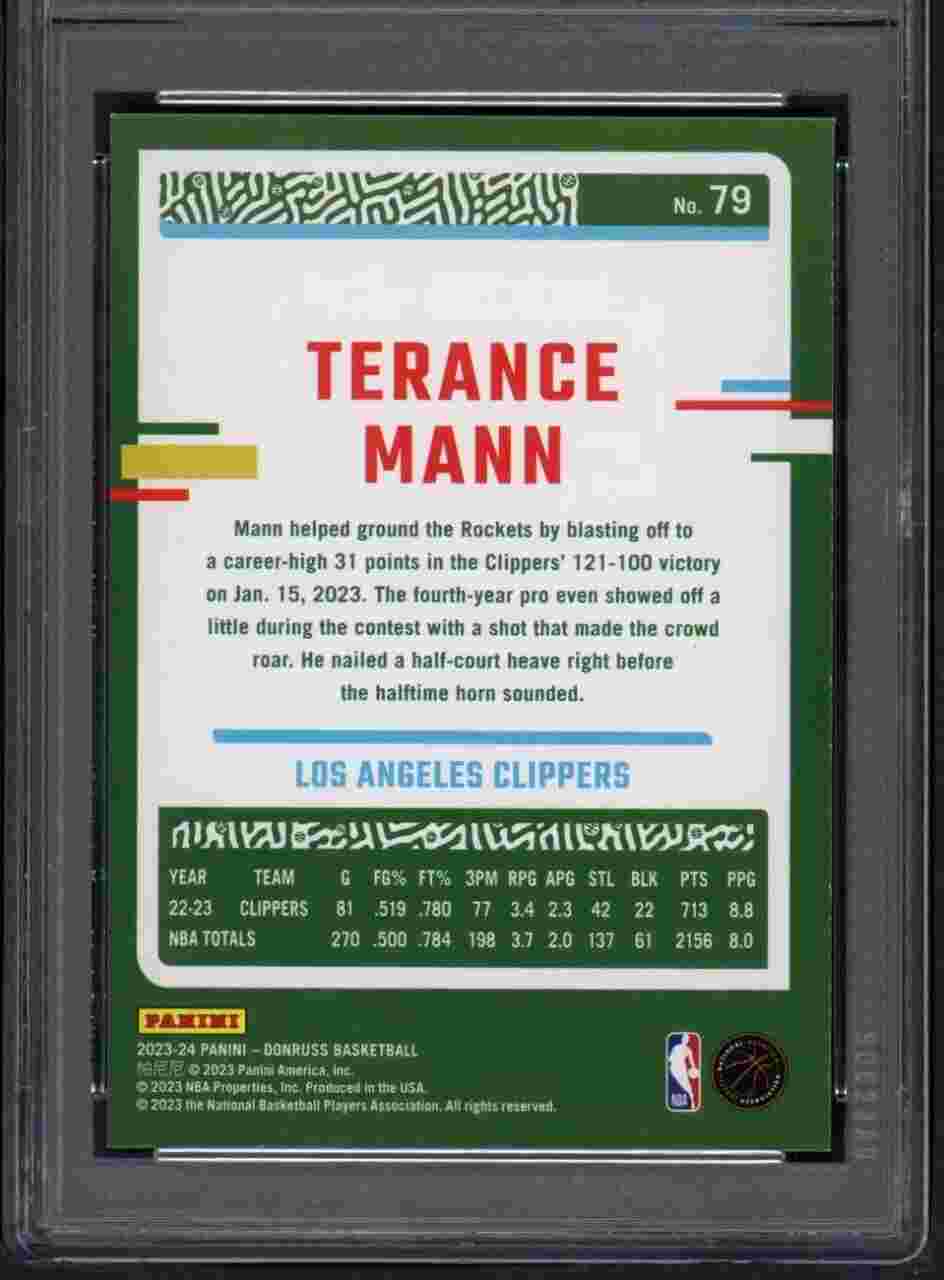 No. 79
TERANCE
MANN
Mann helped ground the Rockets by blasting off to
a career-high 31 points in the Clippers' 121-100 victory
on Jan. 15, 2023. The fourth-year pro even showed off a
little during the contest with a shot that made the crowd
roar. He nailed a half-court heave right before
the halftime horn sounded.
LOS ANGELES CLIPPERS
YEAR TEAM G FG% FT% 3PM RPG APG STL BLK PTS PPG
22-23 CLIPPERS 81 .519 .780 77 3.4 2.3 42 22 713 8.8
NBA TOTALS 270 .500 .784 198 3.7 2.0 137 61 2156 8.0
PANINI
2023-24 PANINI – DONRUSS BASKETBALL
帕尼尼 © 2023 Panini America, Inc.
© 2023 NBA Properties, Inc. Produced in the USA.
© 2023 the National Basketball Players Association. All rights reserved.
NBA